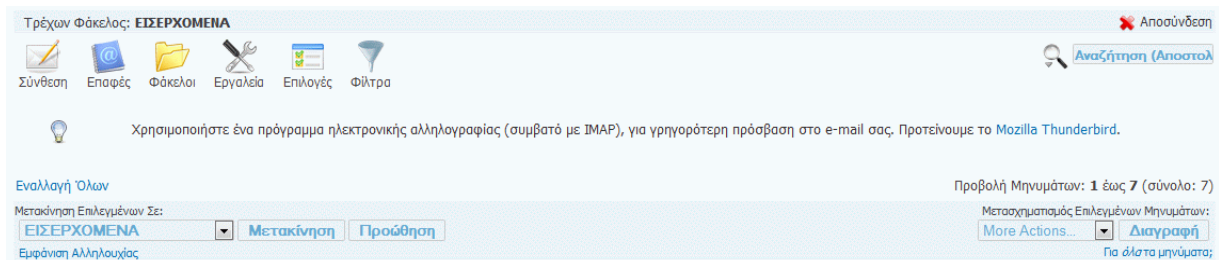 Τρέχων Φάκελος: ΕΙΣΕΡΧΟΜΕΝΑ Αποσύνδεση
Σύνθεση Επαφές Φάκελοι Εργαλεία Επιλογές Φίλτρα Αναζήτηση (Αποστολ
Χρησιμοποιήστε ένα πρόγραμμα ηλεκτρονικής αλληλογραφίας (συμβατό με IMAP), για γρηγορότερη πρόσβαση στο e-mail σας. Προτείνουμε το Mozilla Thunderbird.
Εναλλαγή Όλων Προβολή Μηνυμάτων: 1 έως 7 (σύνολο: 7)
Μετακίνηση Επιλεγμένων Σε: Μετασχηματισμός Επιλεγμένων Μηνυμάτων:
ΕΙΣΕΡΧΟΜΕΝΑ Μετακίνηση Προώθηση More Actions... Διαγραφή
Εμφάνιση Αλληλουχίας Για όλα τα μηνύματα;